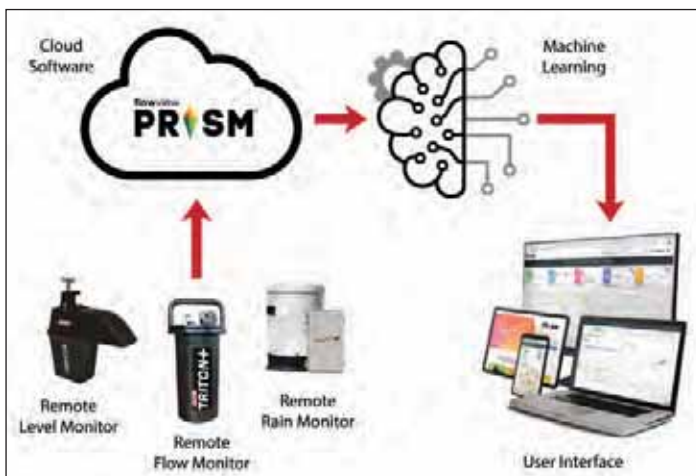 Cloud
Software
flowview
PRISM
Machine
Learning
TRITON+
Remote
Level Monitor
Remote
Flow Monitor
Remote
Rain Monitor
User Interface